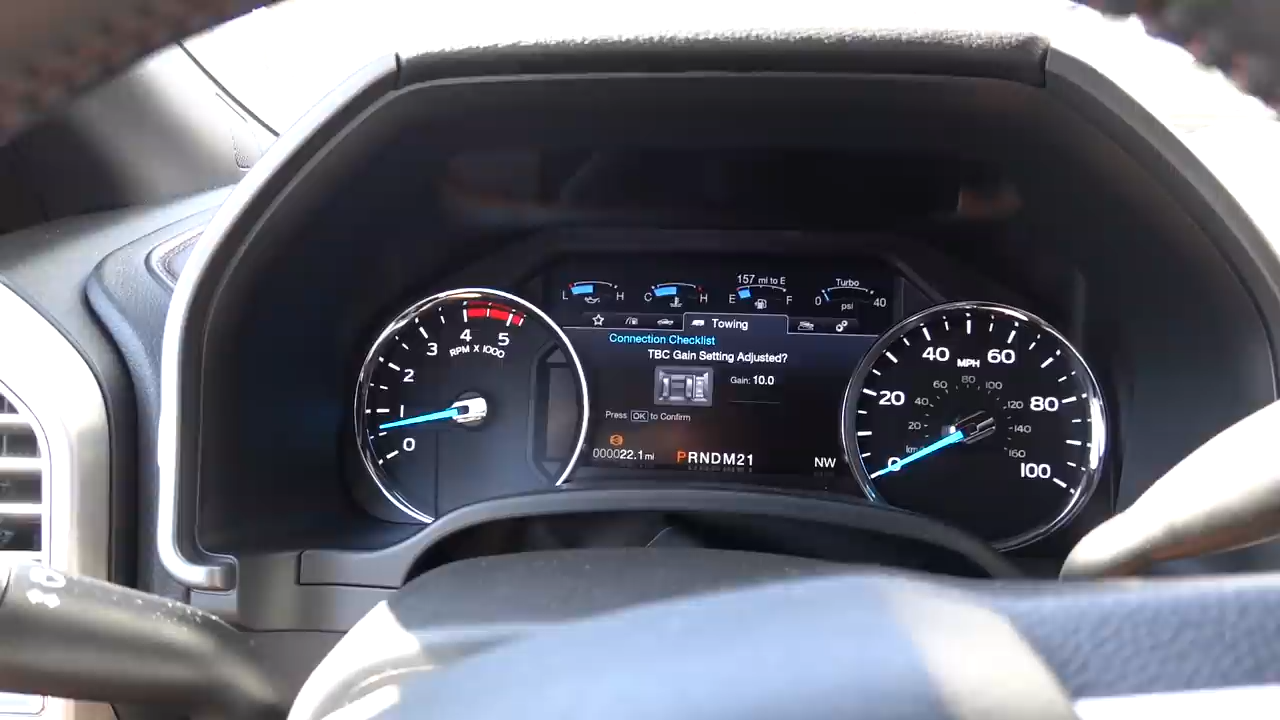 157 mi to E
Turbo
L H
C H
E F
0 40
psi
Towing
Connection Checklist
TBC Gain Setting Adjusted?
Gain: 10.0
Press OK to Confirm
000022.1 mi
PRNDM21
NW
0 1 2 3 4 5
RPM X 1000
0 20 40 60 80 100
MPH
20 40 60 80 100 120 140 160
km/h